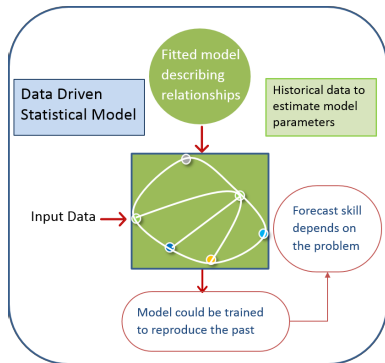 Fitted model
describing
relationships
Data Driven
Statistical Model
Historical data to
estimate model
parameters
Input Data
Forecast skill
depends on
the problem
Model could be trained
to reproduce the past